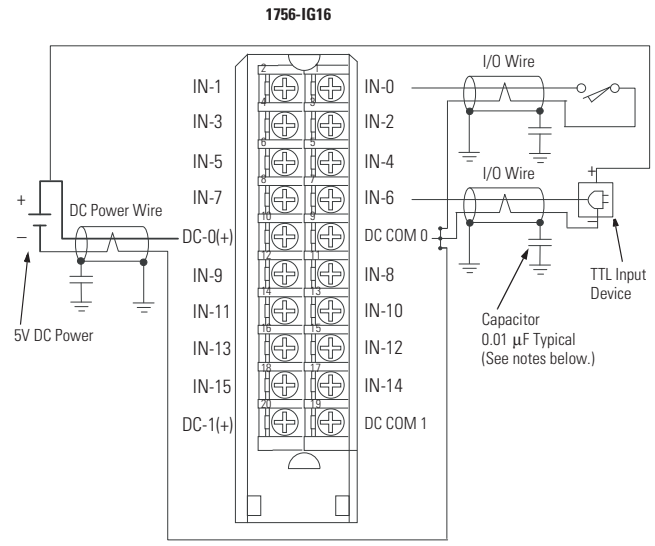 1756-IG16
I/O Wire
2 1
IN-1 IN-0
4 3
IN-3 IN-2
6 5
IN-5 IN-4
I/O Wire
8 7
IN-7 IN-6
+
+
DC Power Wire
10 9
DC-0(+) DC COM 0
–
–
12 11
IN-9 IN-8
TTL Input
Device
14 13
IN-11 IN-10
5V DC Power
Capacitor
0.01 µF Typical
(See notes below.)
16 15
IN-13 IN-12
18 17
IN-15 IN-14
20 19
DC-1(+) DC COM 1